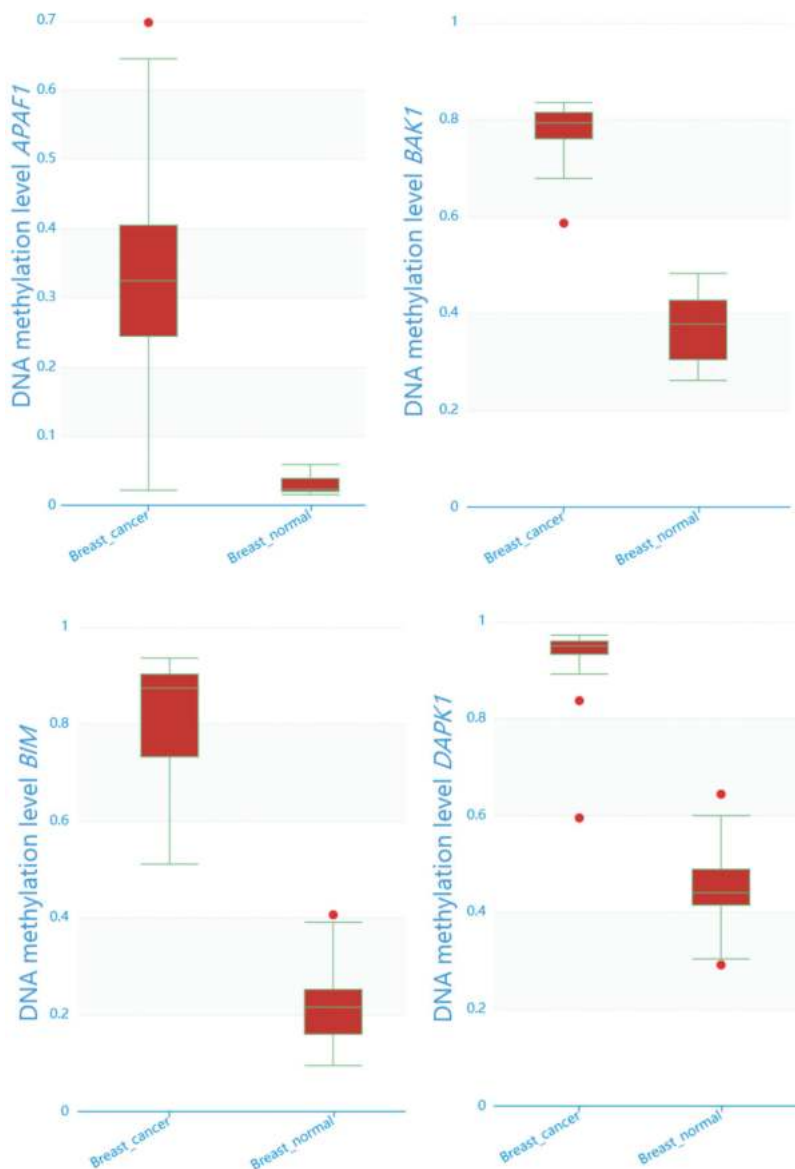 DNA methylation level APAF1
0.7
0.6
0.5
0.4
0.3
0.2
0.1
0
Breast_cancer
Breast_normal
DNA methylation level BAK1
1
0.8
0.6
0.4
0.2
0
Breast_cancer
Breast_normal
DNA methylation level BIM
1
0.8
0.6
0.4
0.2
0
Breast_cancer
Breast_normal
DNA methylation level DAPK1
1
0.8
0.6
0.4
0.2
0
Breast_cancer
Breast_normal